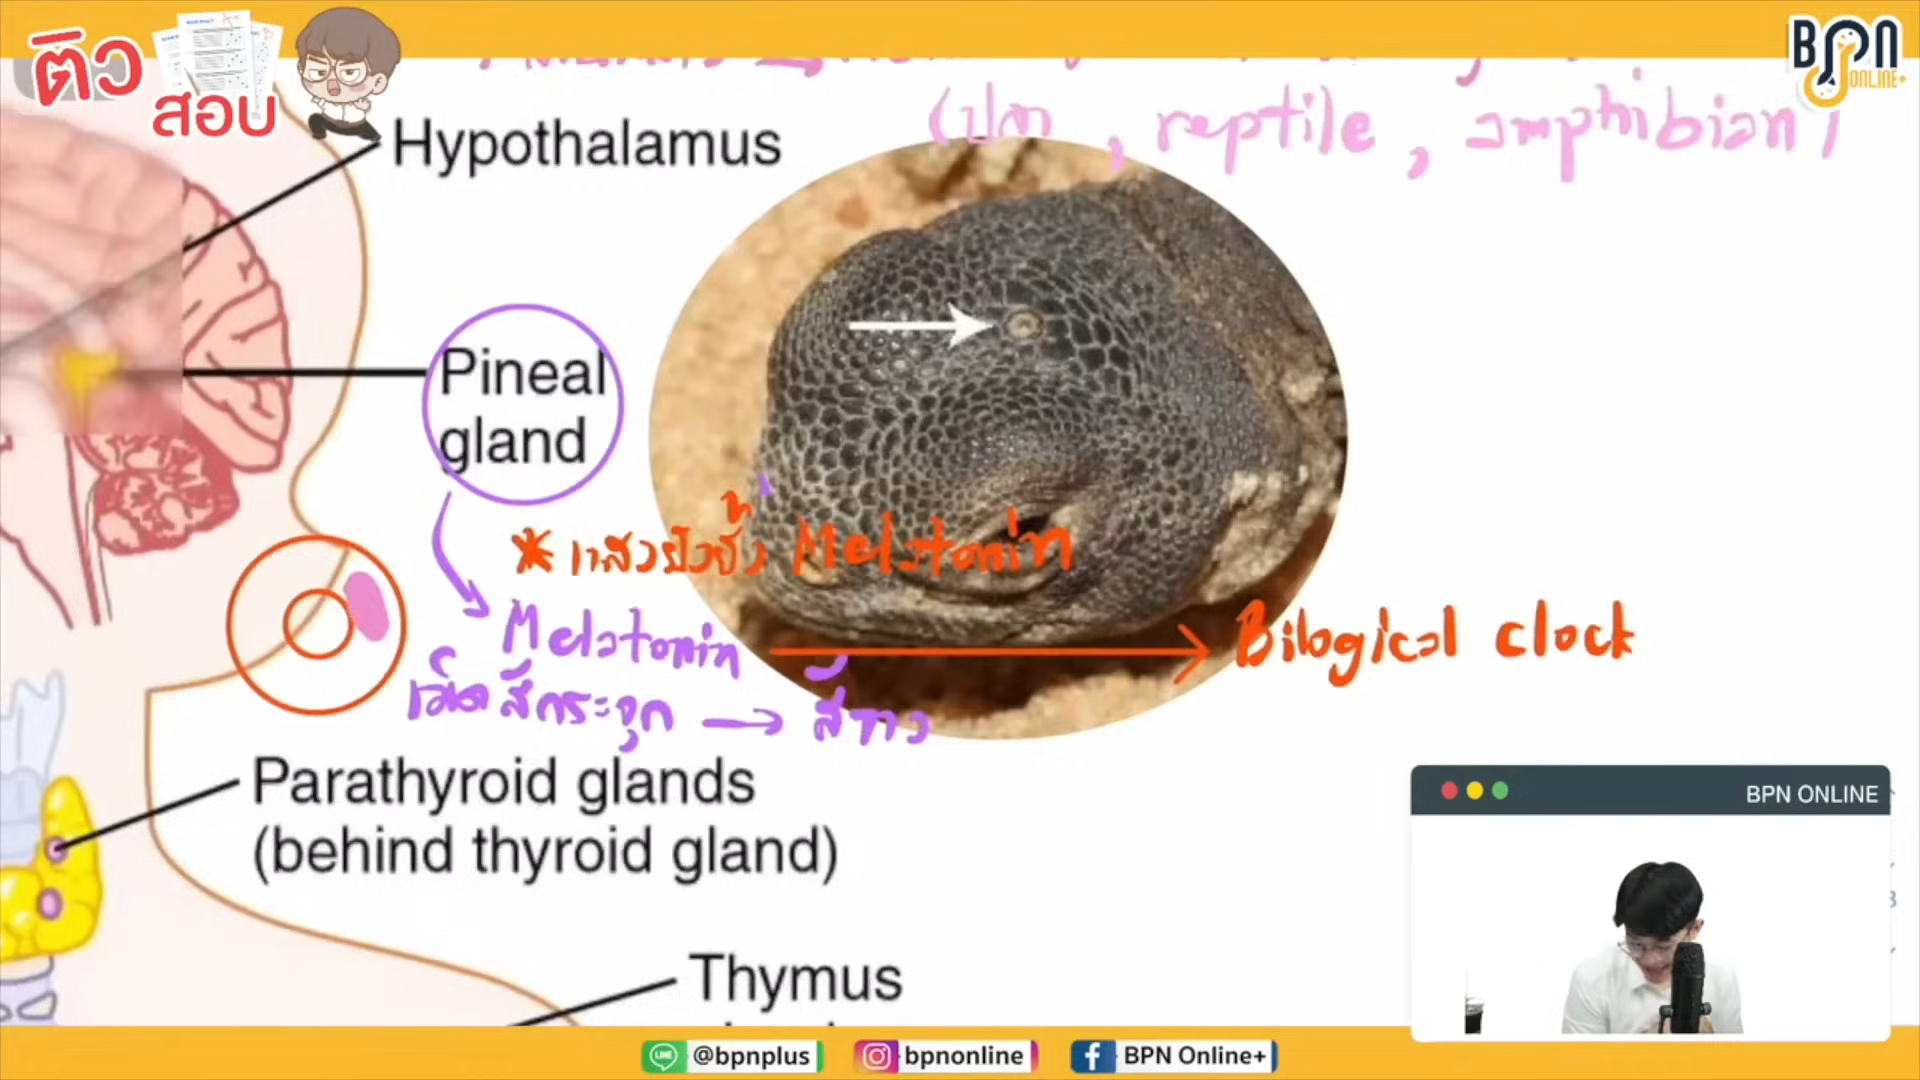 ติว
สอบ
BPN
ONLINE+
(ปลา, reptile, amphibian)
Hypothalamus
Pineal
gland
* แสงยับยั้ง Melatonin
Melatonin → Bilogical clock
เม็ดสีกระจุก → สีขาว
Parathyroid glands
(behind thyroid gland)
BPN ONLINE
Thymus
LINE @bpnplus bpnonline BPN Online+